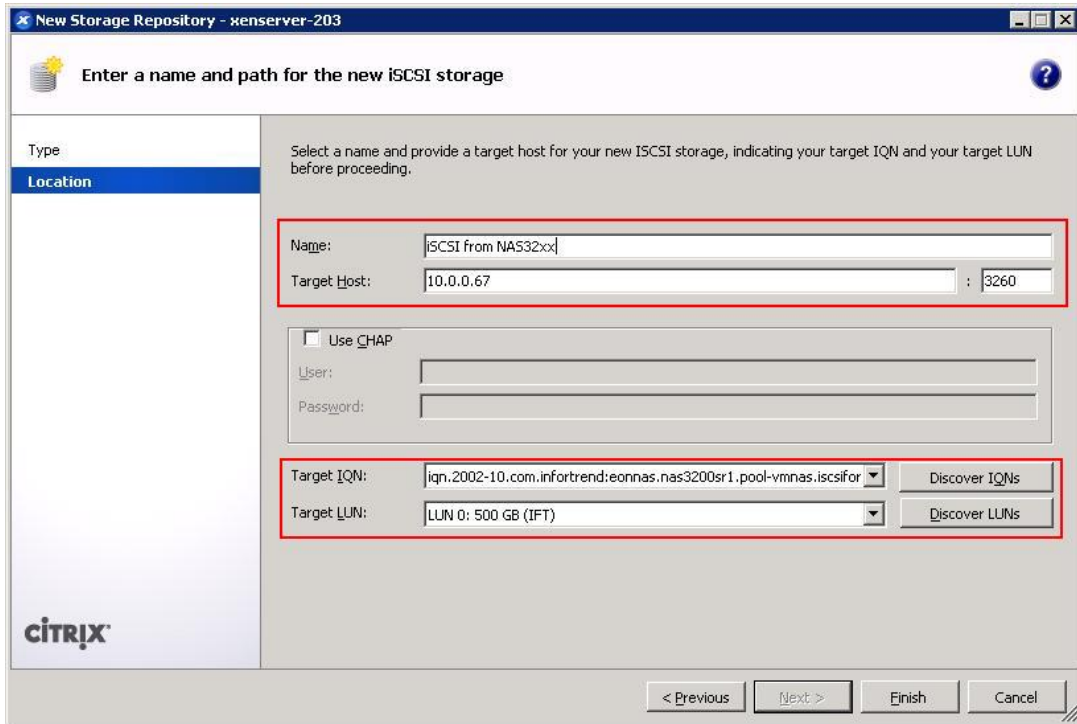 New Storage Repository - xenserver-203
Enter a name and path for the new iSCSI storage
?
Type
Location
Select a name and provide a target host for your new ISCSI storage, indicating your target IQN and your target LUN
before proceeding.
Name: iSCSI from NAS32xx
Target Host: 10.0.0.67 : 3260
Use CHAP
User:
Password:
Target IQN: iqn.2002-10.com.infortrend:eonnas.nas3200sr1.pool-vmnas.iscsifor Discover IQNs
Target LUN: LUN 0: 500 GB (IFT) Discover LUNs
CITRIX
< Previous Next > Finish Cancel